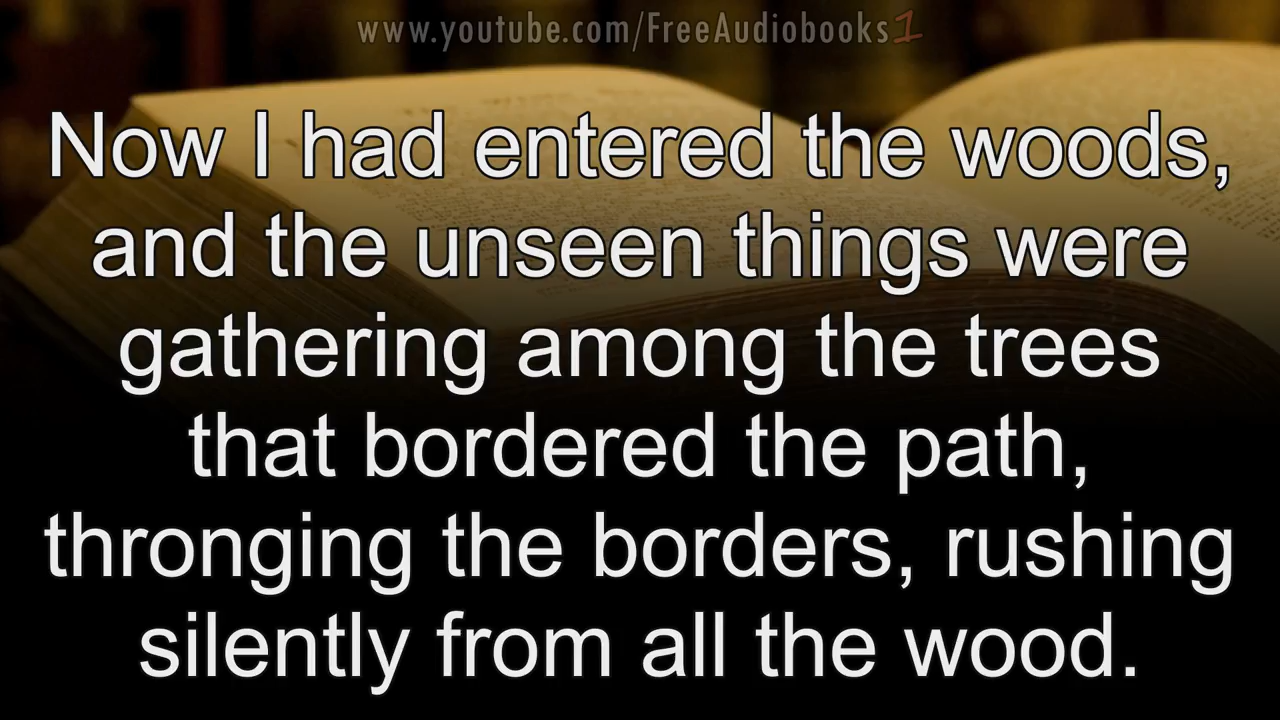 www.youtube.com/FreeAudiobooks1
Now I had entered the woods,
and the unseen things were
gathering among the trees
that bordered the path,
thronging the borders, rushing
silently from all the wood.